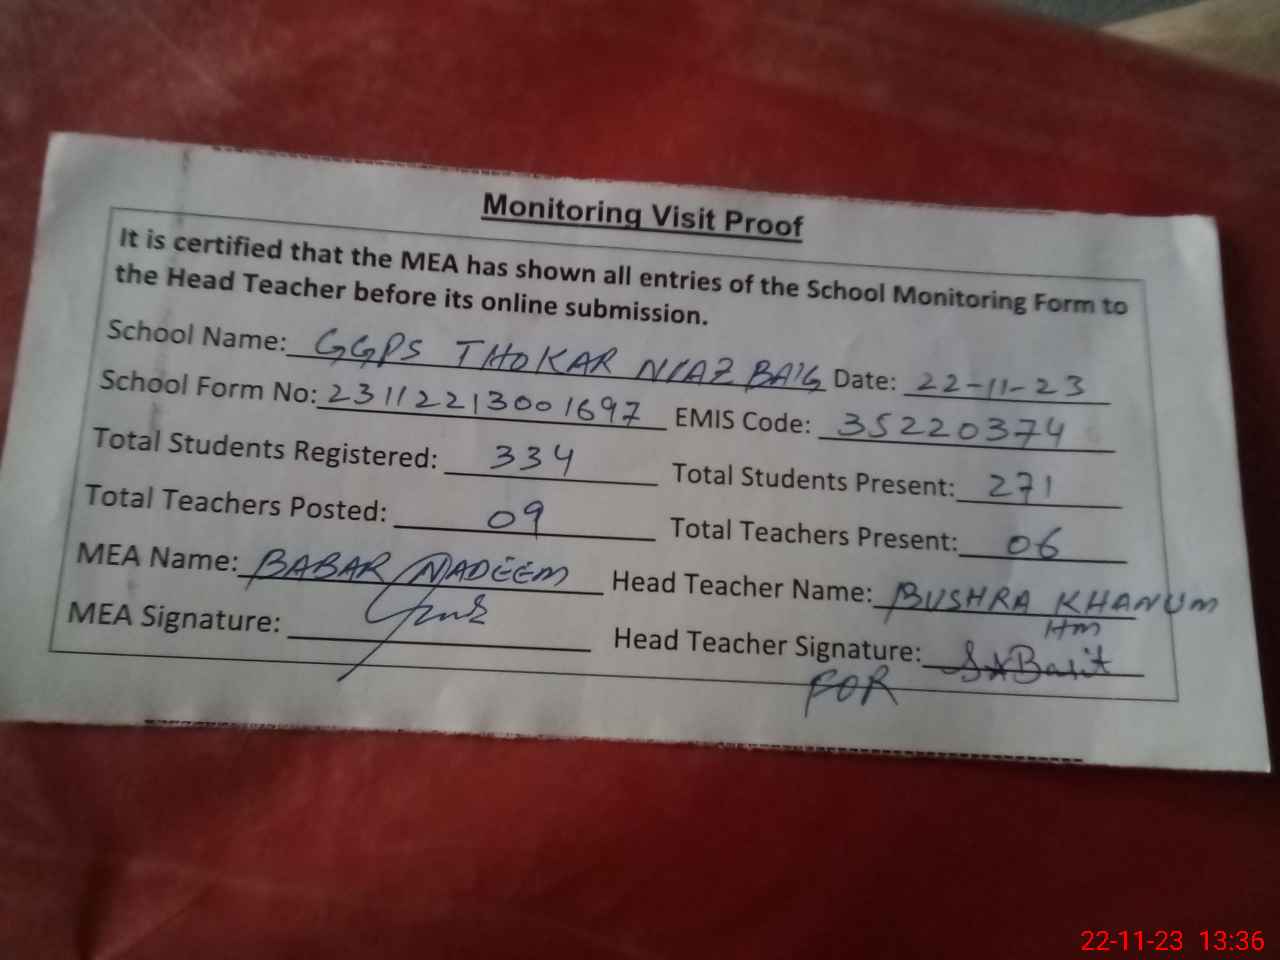 Monitoring Visit Proof
It is certified that the MEA has shown all entries of the School Monitoring Form to
the Head Teacher before its online submission.
School Name: GGPS THOKAR NIAZ BAIG Date: 22-11-23
School Form No: 23112213001697 EMIS Code: 35220374
Total Students Registered: 334 Total Students Present: 271
Total Teachers Posted: 09 Total Teachers Present: 06
MEA Name: BABAR NADEEM Head Teacher Name: BUSHRA KHANUM
HM
MEA Signature: Head Teacher Signature:
FOR
22-11-23 13:36